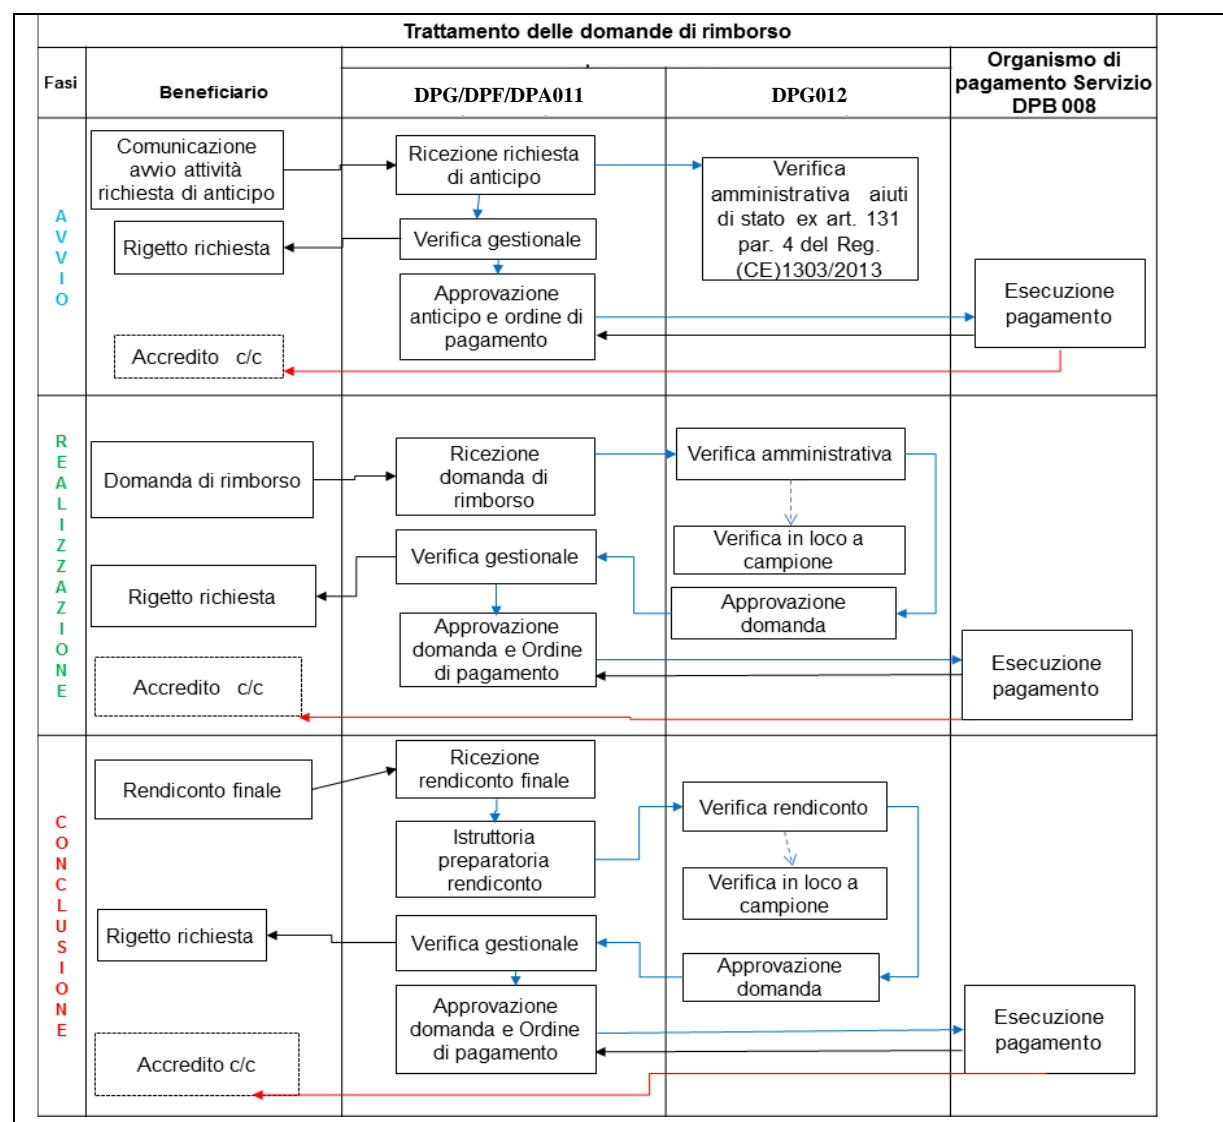 Trattamento delle domande di rimborso
Fasi
Beneficiario
DPG/DPF/DPA011
DPG012
Organismo di
pagamento Servizio
DPB 008
AVVIO
Comunicazione
avvio attività
richiesta di anticipo
Ricezione richiesta
di anticipo
Verifica
amministrativa aiuti
di stato ex art. 131
par. 4 del Reg.
(CE)1303/2013
Rigetto richiesta
Verifica gestionale
Approvazione
anticipo e ordine di
pagamento
Esecuzione
pagamento
Accredito c/c
REALIZZAZIONE
Domanda di rimborso
Ricezione
domanda di
rimborso
Verifica amministrativa
Verifica in loco a
campione
Verifica gestionale
Rigetto richiesta
Approvazione
domanda
Approvazione
domanda e Ordine
di pagamento
Esecuzione
pagamento
Accredito c/c
CONCLUSIONE
Rendiconto finale
Ricezione
rendiconto finale
Istruttoria
preparatoria
rendiconto
Verifica rendiconto
Verifica in loco a
campione
Rigetto richiesta
Verifica gestionale
Approvazione
domanda
Approvazione
domanda e Ordine
di pagamento
Esecuzione
pagamento
Accredito c/c